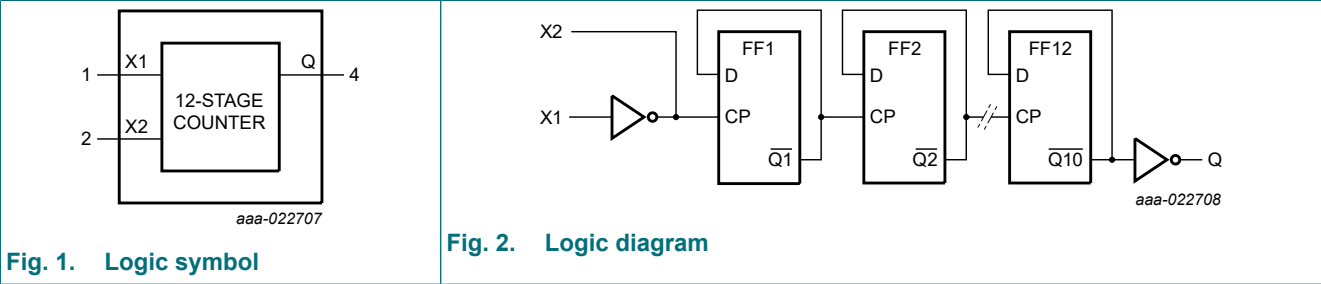 X1
Q
1
4
12-STAGE
COUNTER
X2
2
aaa-022707
Fig. 1. Logic symbol
X2
FF1
FF2
FF12
D
D
D
X1
CP
CP
CP
Q1
Q2
Q10
Q
aaa-022708
Fig. 2. Logic diagram